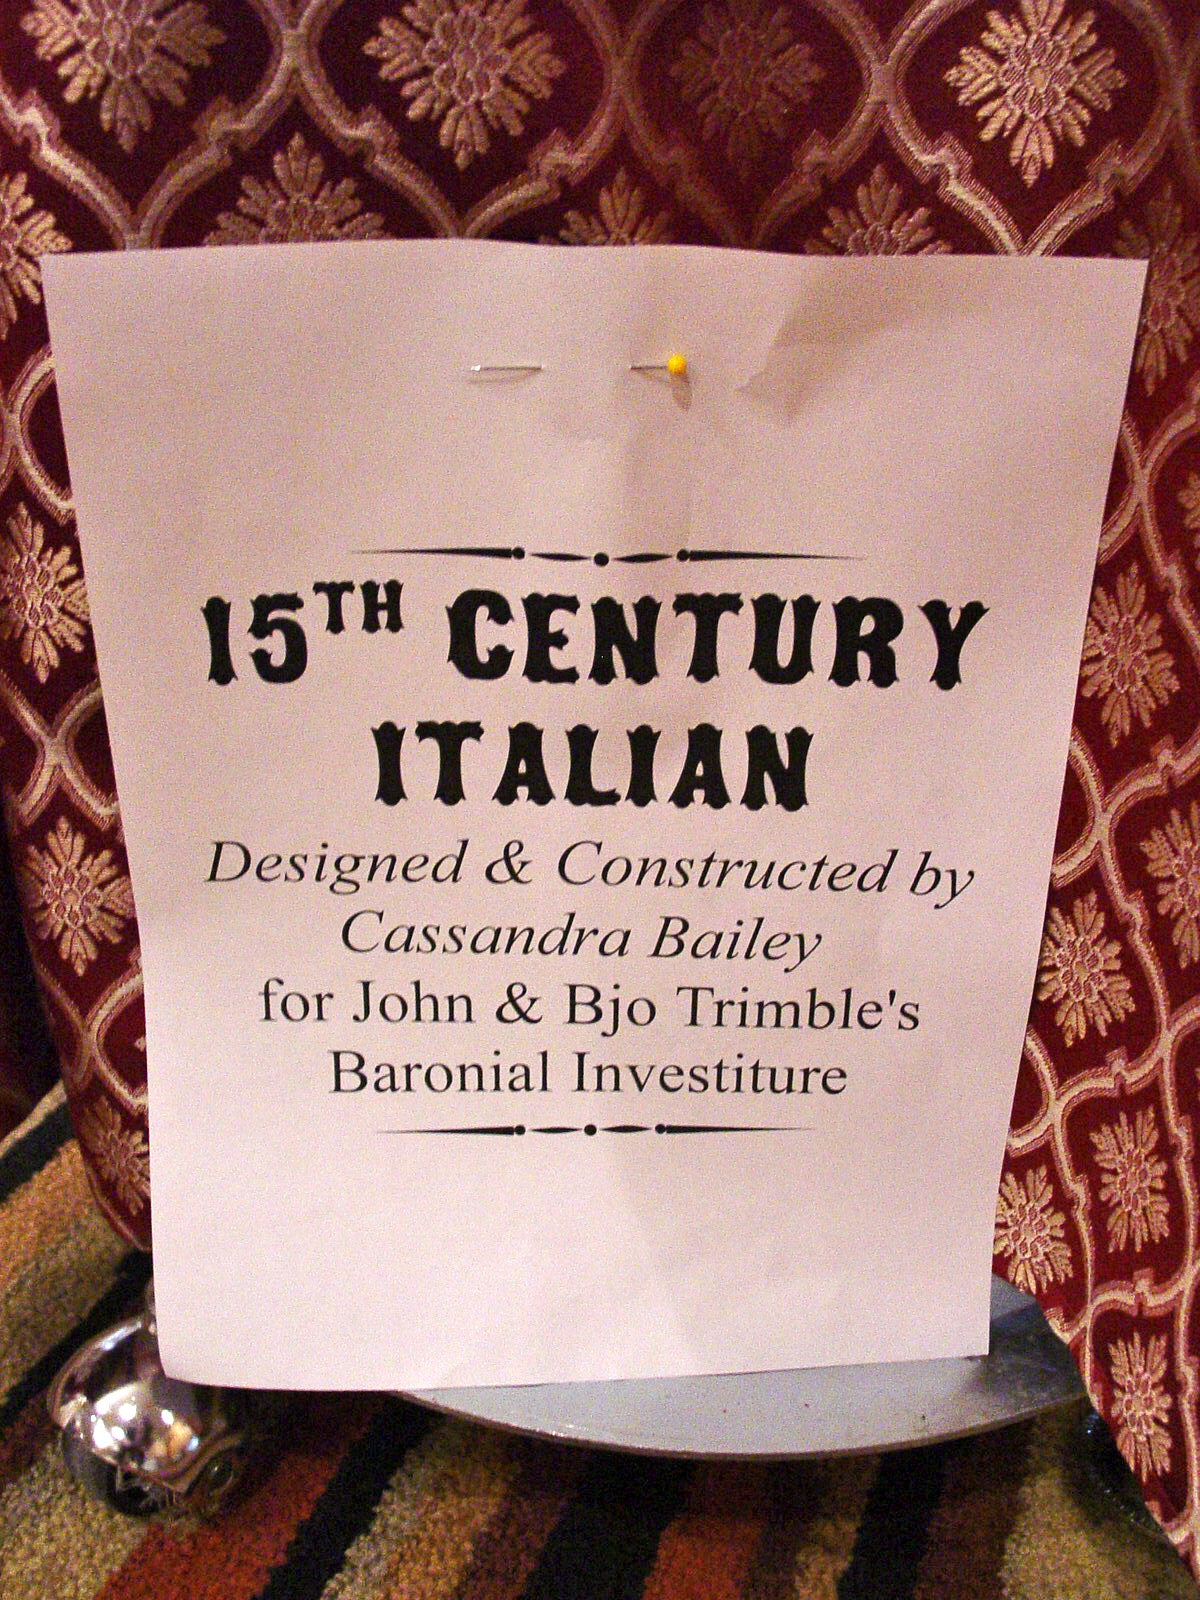 15TH CENTURY
ITALIAN
Designed & Constructed by
Cassandra Bailey
for John & Bjo Trimble's
Baronial Investiture